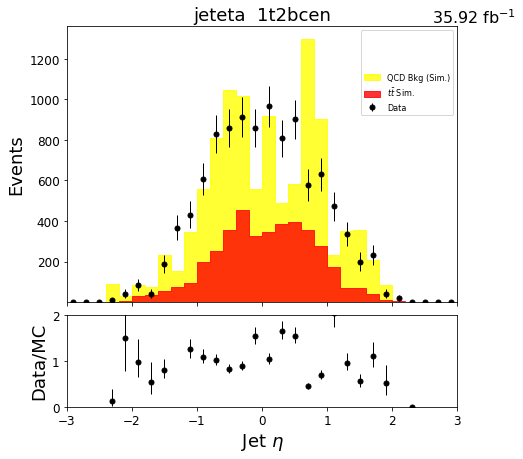 jeteta 1t2bcen
35.92 fb⁻¹
QCD Bkg (Sim.)
tt̄ Sim.
Data
Events
1200
1000
800
600
400
200
Data/MC
2
1
0
−3 −2 −1 0 1 2 3
Jet η